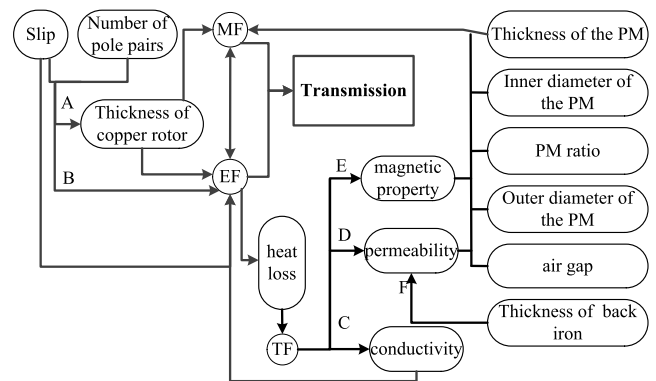 Slip
Number of
pole pairs
MF
Thickness of the PM
A
Thickness of
copper rotor
Transmission
Inner diameter of
the PM
B
EF
E
magnetic
property
PM ratio
Outer diameter of
the PM
heat
loss
D
permeability
air gap
F
Thickness of back
iron
TF
C
conductivity